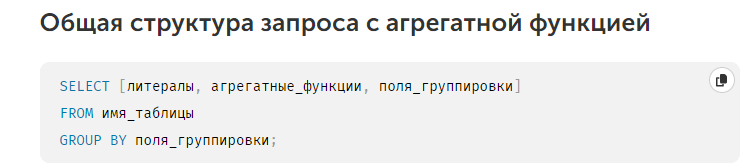 Общая структура запроса с агрегатной функцией
SELECT [литералы, агрегатные_функции, поля_группировки]
FROM имя_таблицы
GROUP BY поля_группировки;